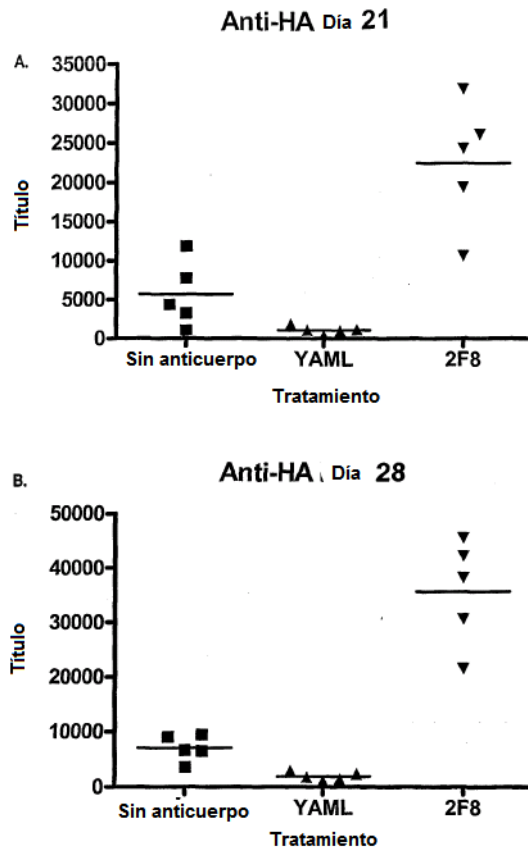 Anti-HA Día 21
A.
35000
30000
25000
20000
15000
10000
5000
0
Título
Sin anticuerpo YAML 2F8
Tratamiento
Anti-HA Día 28
B.
50000
40000
30000
20000
10000
0
Título
Sin anticuerpo YAML 2F8
Tratamiento